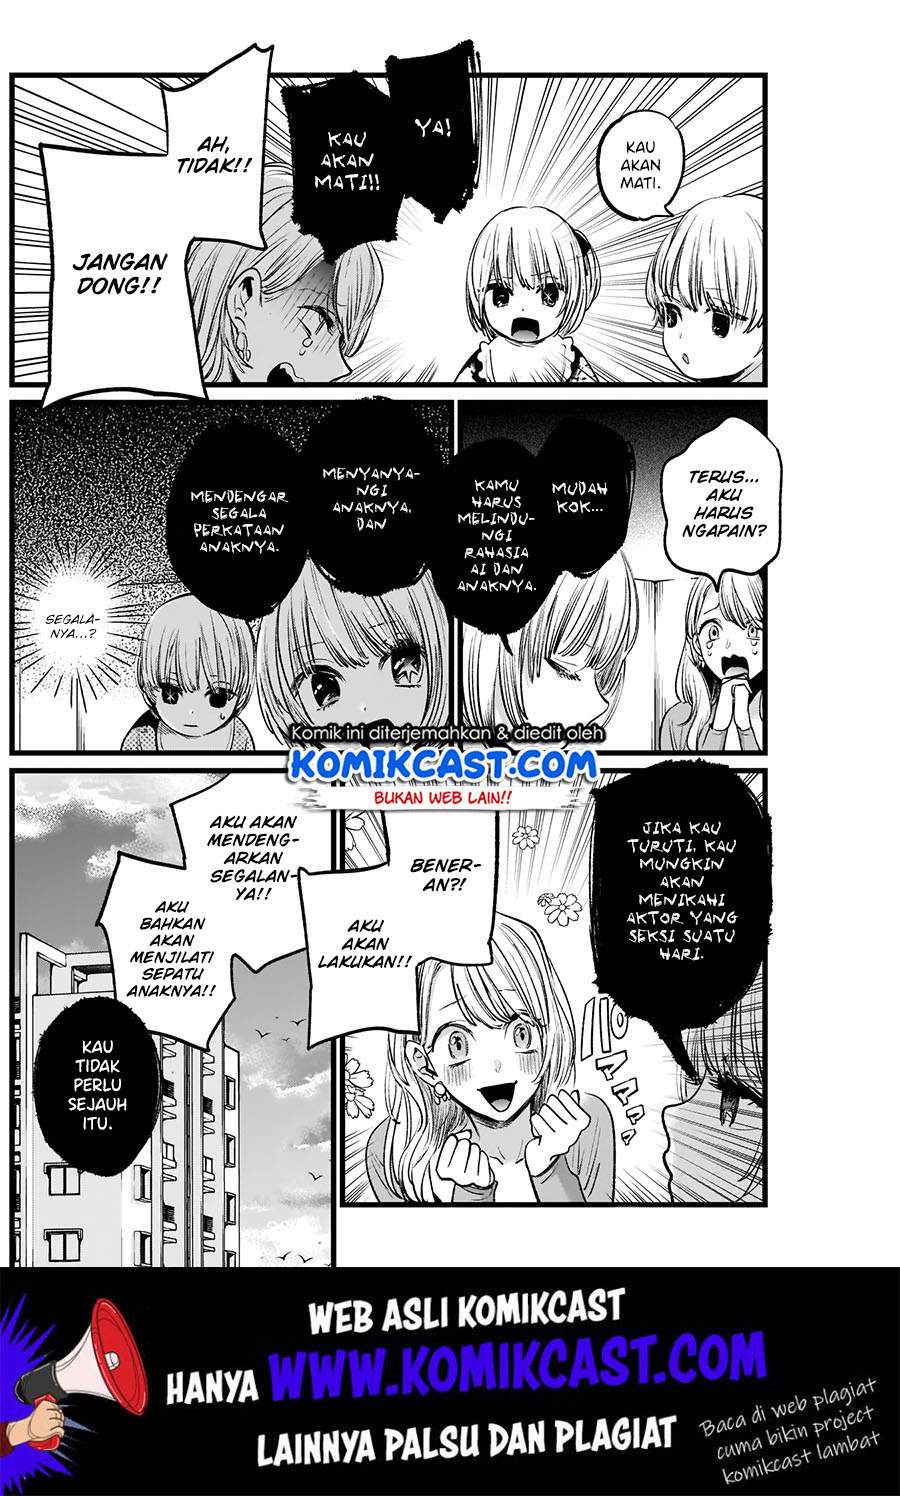 KAU
AKAN
MATI.
YA!
KAU
AKAN
MATI!!
AH,
TIDAK!!
JANGAN
DONG!!
TERUS...
AKU
HARUS
NGAPAIN?
MUDAH
KOK...
KAMU
HARUS
MELINDU-
NGI
RAHASIA
AI DAN
ANAKNYA.
MENYANYA-
NGI
ANAKNYA,
DAN
MENDENGAR
SEGALA
PERKATAAN
ANAKNYA.
SEGALA-
NYA...?
Komik ini diterjemahkan & diedit oleh
KOMIKCAST.COM
BUKAN WEB LAIN!!
JIKA KAU
TURUTI, KAU
MUNGKIN
AKAN
MENIKAHI
AKTOR YANG
SEKSI SUATU
HARI.
BENER-
AN?!
AKU
AKAN
LAKUKAN!!
AKU AKAN
MENDENG-
ARKAN
SEGALAN-
YA!!
AKU
BAHKAN
AKAN
MENJILATI
SEPATU
ANAKNYA!!
KAU
TIDAK
PERLU
SEJAUH
ITU.
WEB ASLI KOMIKCAST
HANYA WWW.KOMIKCAST.COM
LAINNYA PALSU DAN PLAGIAT
Baca di web plagiat
cuma bikin project
komikcast lambat